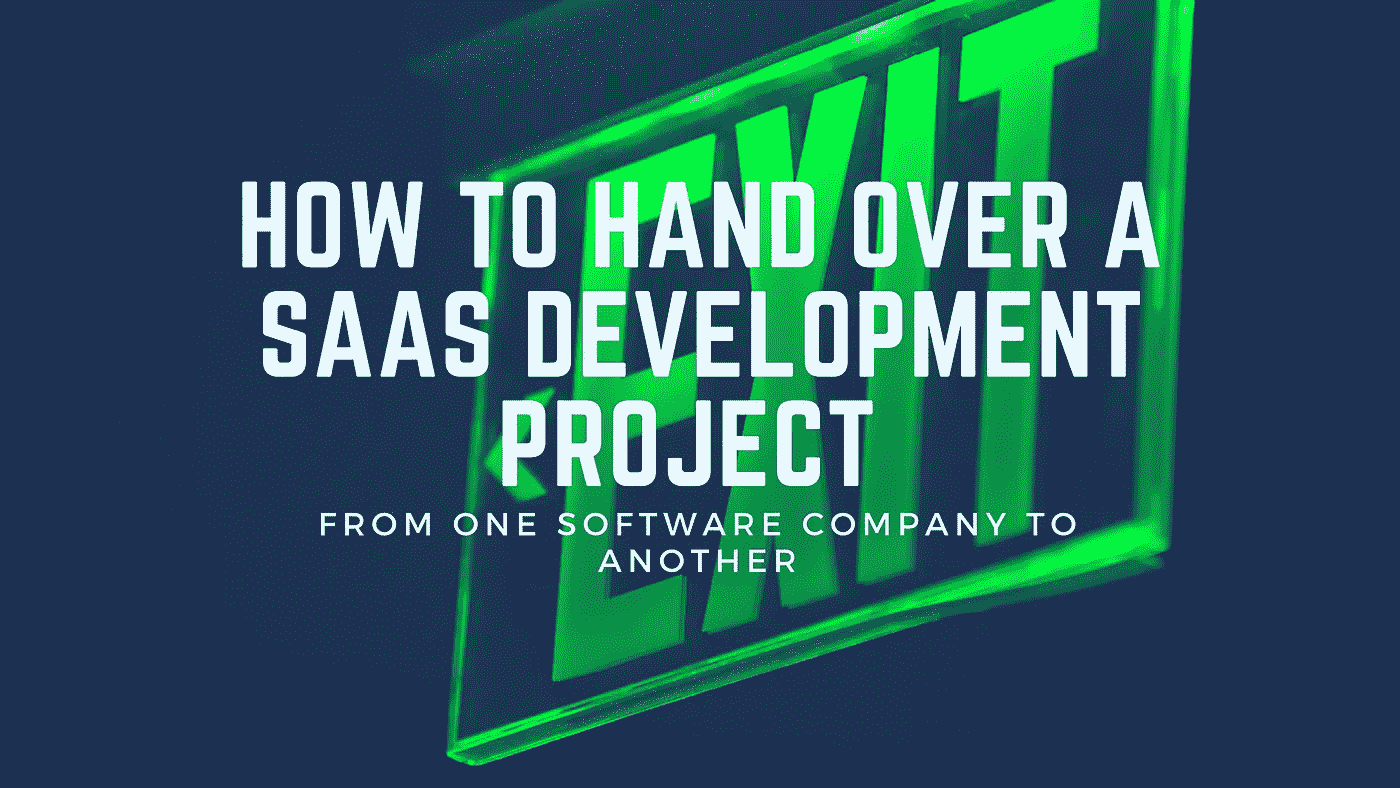 EXIT
HOW TO HAND OVER A
SAAS DEVELOPMENT
PROJECT
FROM ONE SOFTWARE COMPANY TO
ANOTHER